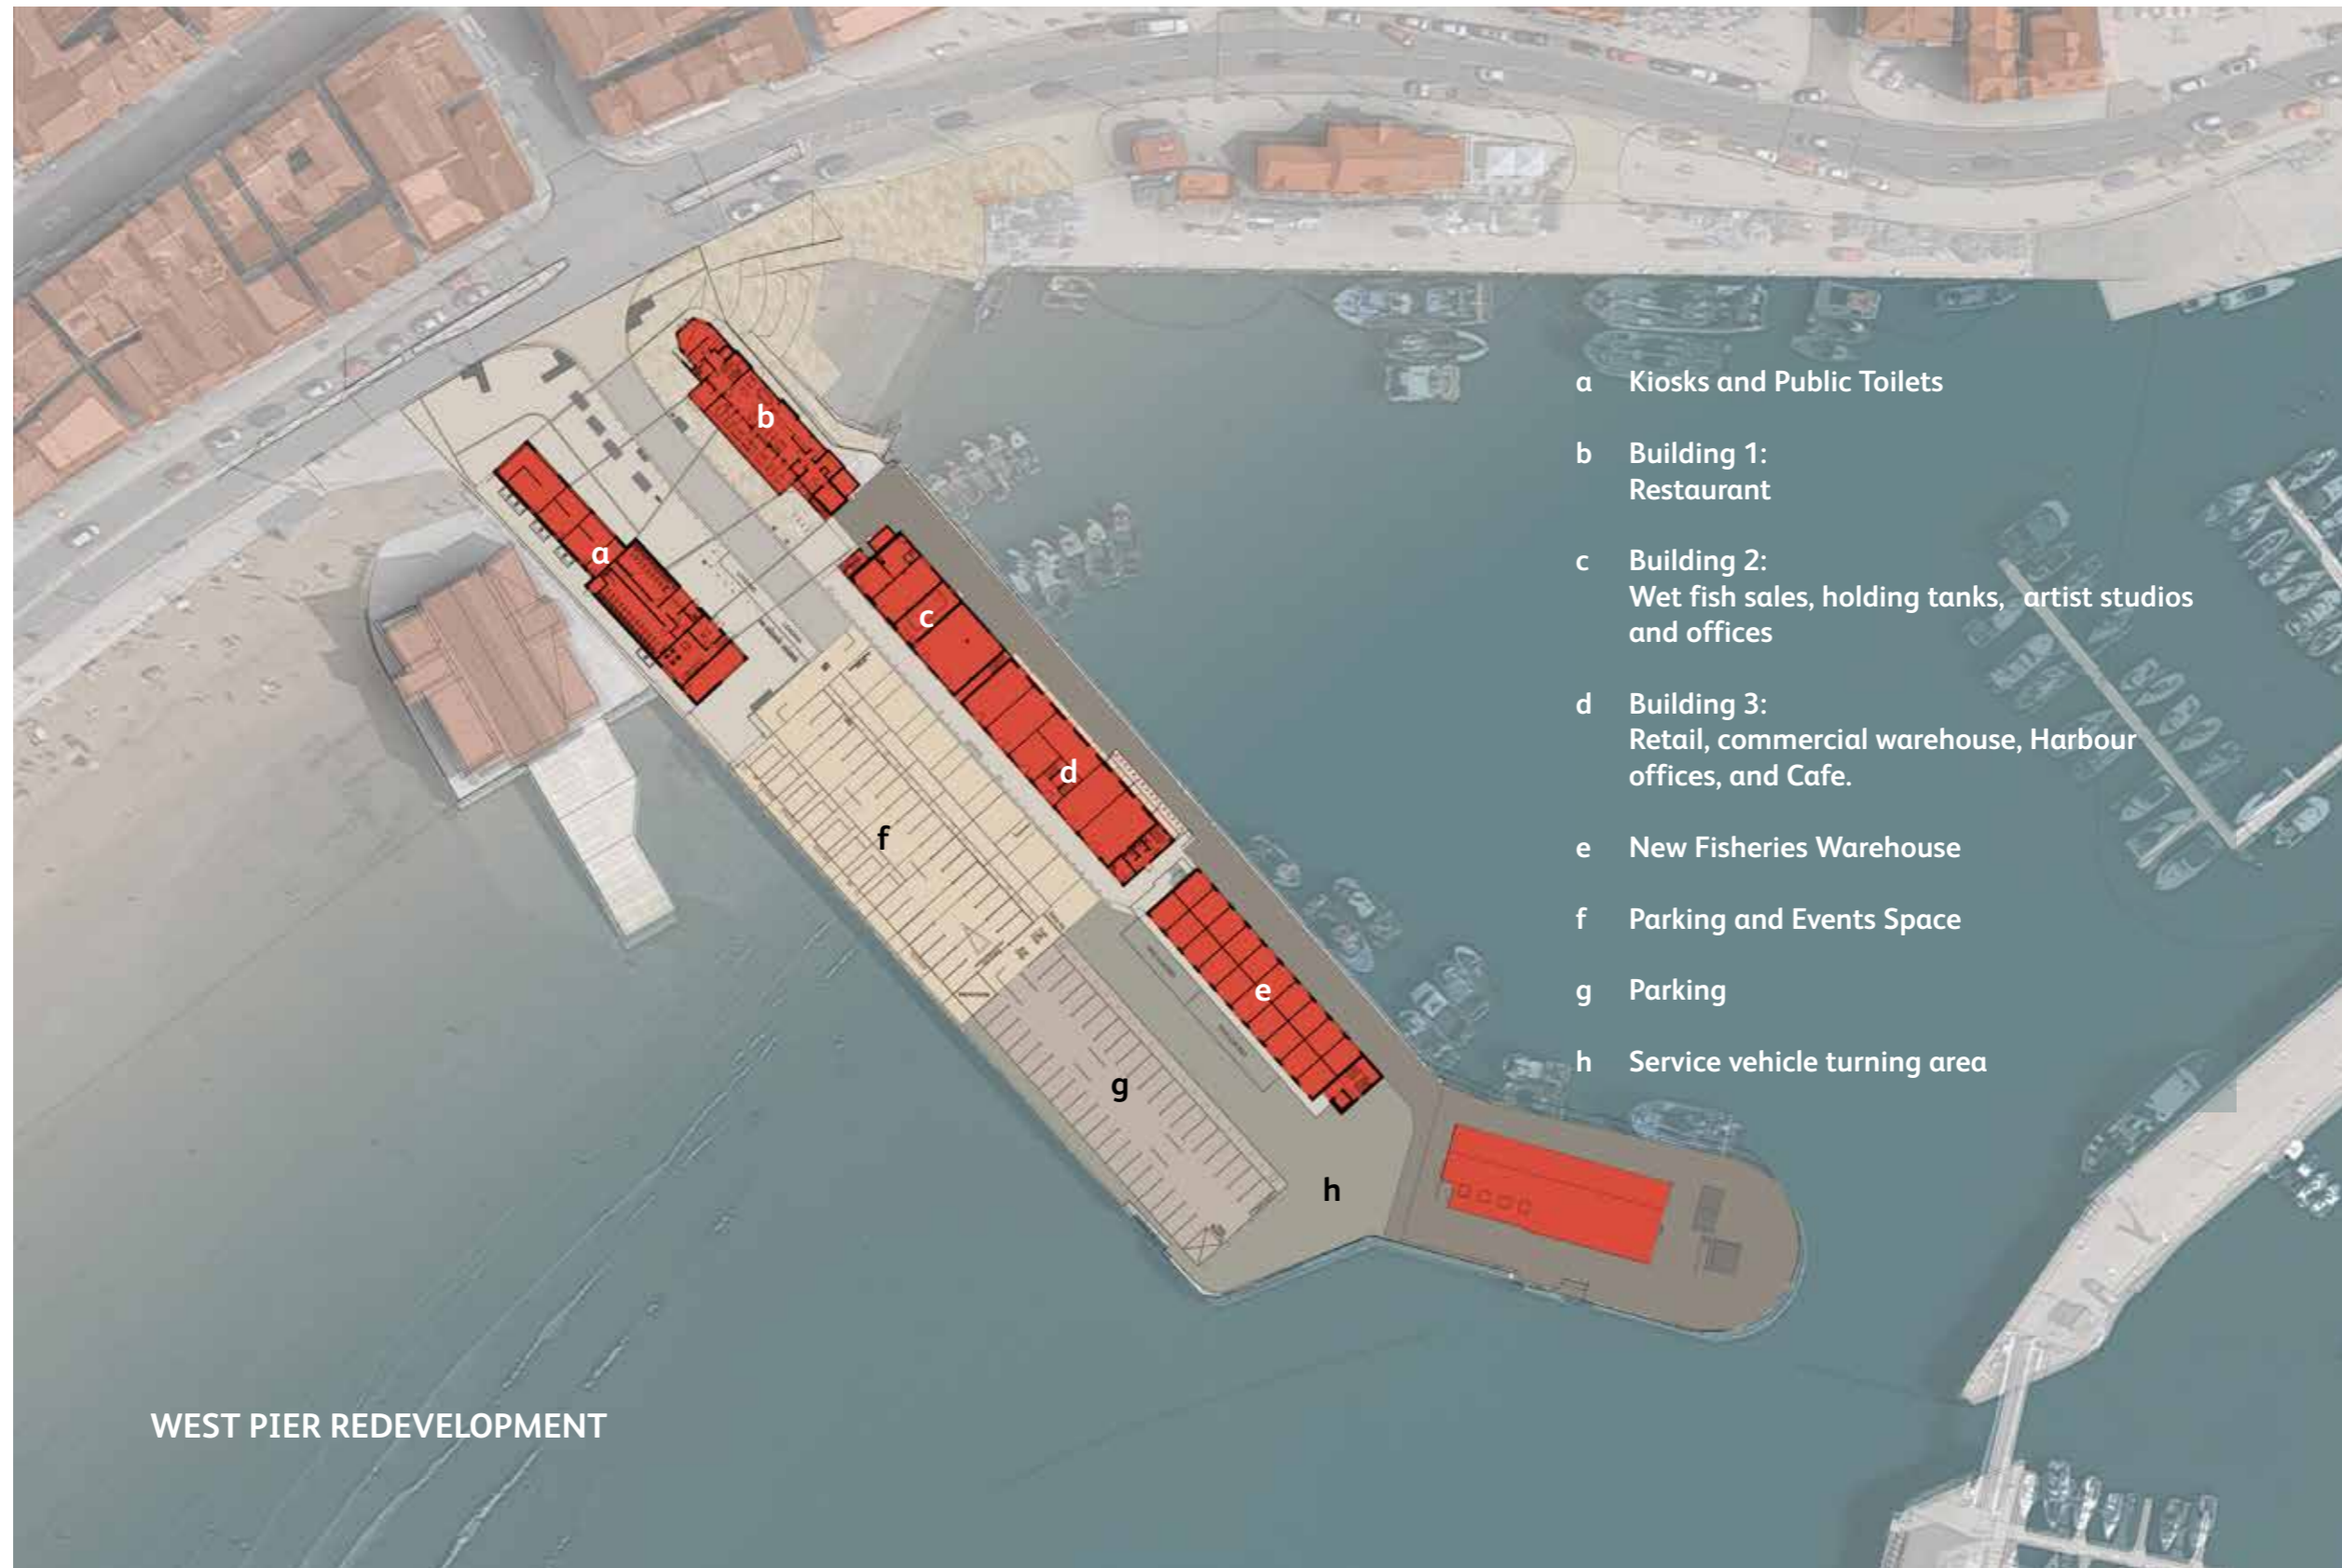 a Kiosks and Public Toilets
b Building 1:
Restaurant
c Building 2:
Wet fish sales, holding tanks, artist studios
and offices
d Building 3:
Retail, commercial warehouse, Harbour
offices, and Cafe.
e New Fisheries Warehouse
f Parking and Events Space
g Parking
h Service vehicle turning area
b
a
c
d
f
e
g
h
WEST PIER REDEVELOPMENT